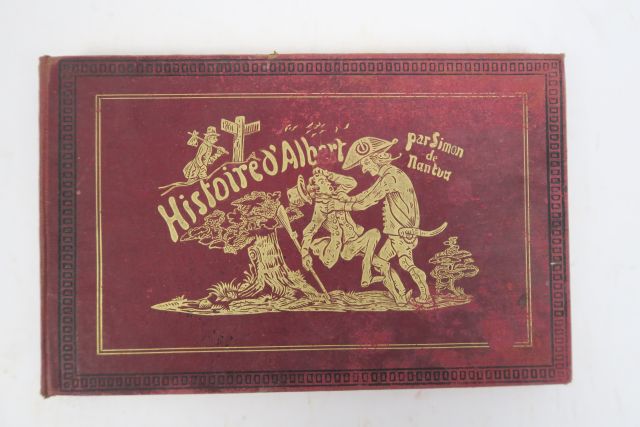 Histoire d'Albert
par Simon
de
Nantua